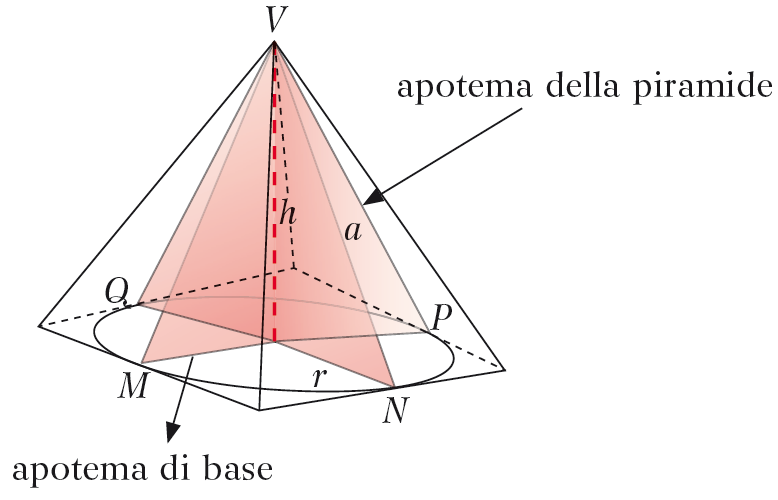 V
apotema della piramide
h
a
Q
P
M
r
N
apotema di base